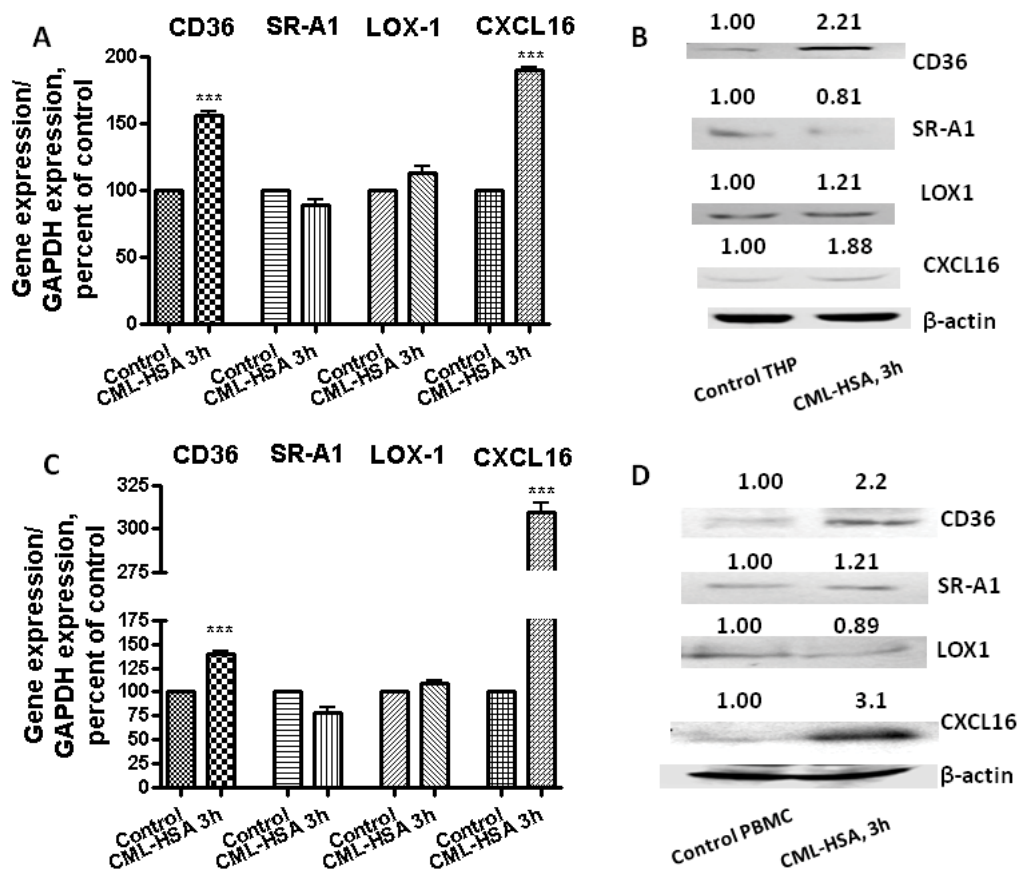 A
CD36 SR-A1 LOX-1 CXCL16
Gene expression/
GAPDH expression,
percent of control
200
150
100
50
0
*** ***
Control CML-HSA 3h Control CML-HSA 3h Control CML-HSA 3h Control CML-HSA 3h
B
1.00 2.21
CD36
1.00 0.81
SR-A1
1.00 1.21
LOX1
1.00 1.88
CXCL16
β-actin
Control THP CML-HSA, 3h
C
CD36 SR-A1 LOX-1 CXCL16
Gene expression/
GAPDH expression,
percent of control
325
300
275
175
150
125
100
75
50
25
0
*** ***
Control CML-HSA 3h Control CML-HSA 3h Control CML-HSA 3h Control CML-HSA 3h
D
1.00 2.2
CD36
1.00 1.21
SR-A1
1.00 0.89
LOX1
1.00 3.1
CXCL16
β-actin
Control PBMC CML-HSA, 3h